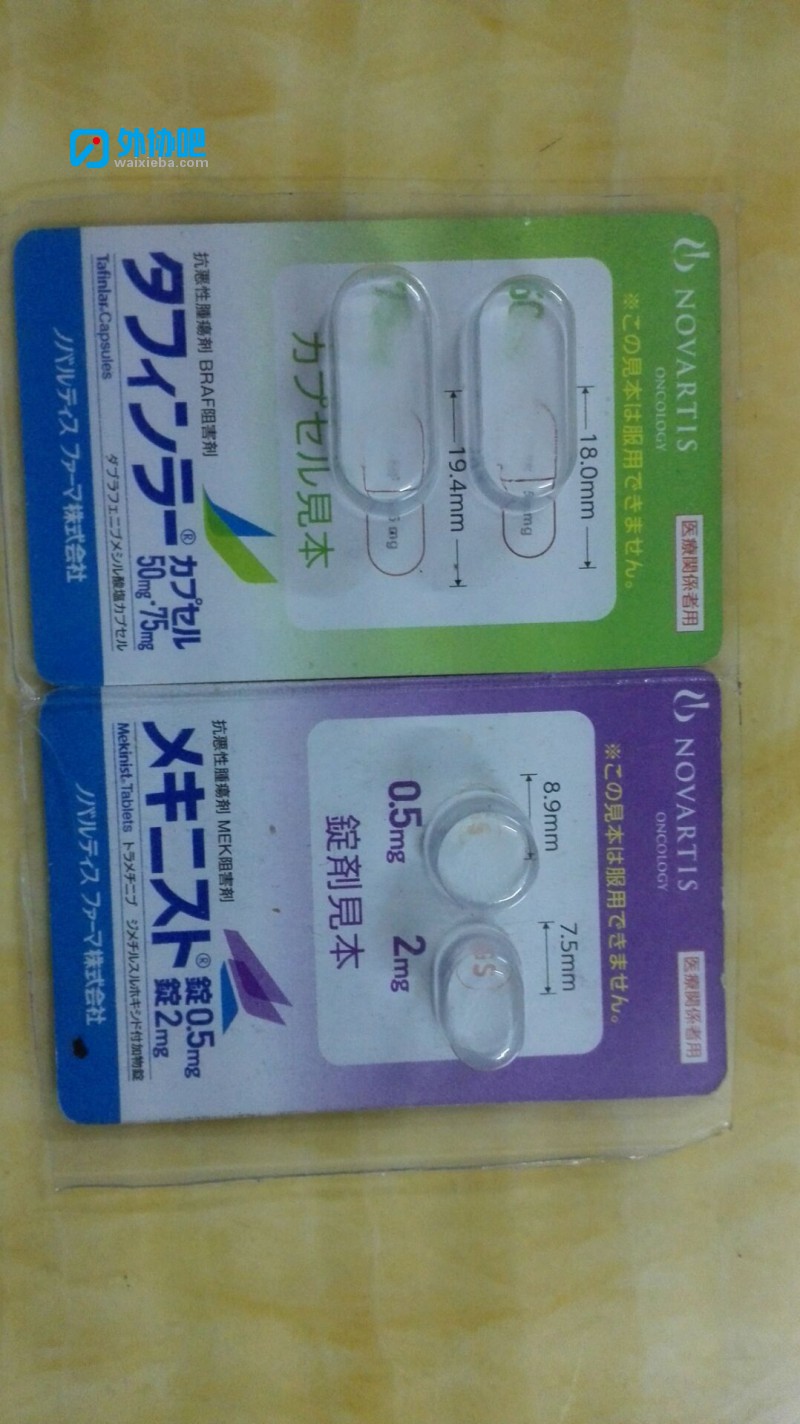 外协吧
waixieba.com
NOVARTIS
ONCOLOGY
医療関係者用
※この見本は服用できません。
18.0mm
19.4mm
カプセル見本
抗悪性腫瘍剤 BRAF阻害剤
タフィンラー®カプセル
50mg・75mg
Tafinlar® Capsules ダブラフェニブメシル酸塩カプセル
ノバルティス ファーマ株式会社
NOVARTIS
ONCOLOGY
医療関係者用
※この見本は服用できません。
8.9mm
7.5mm
0.5mg 2mg
錠剤見本
抗悪性腫瘍剤 MEK阻害剤
メキニスト®錠0.5mg
錠2mg
Mekinist® Tablets トラメチニブ ジメチルスルホキシド付加物錠
ノバルティス ファーマ株式会社